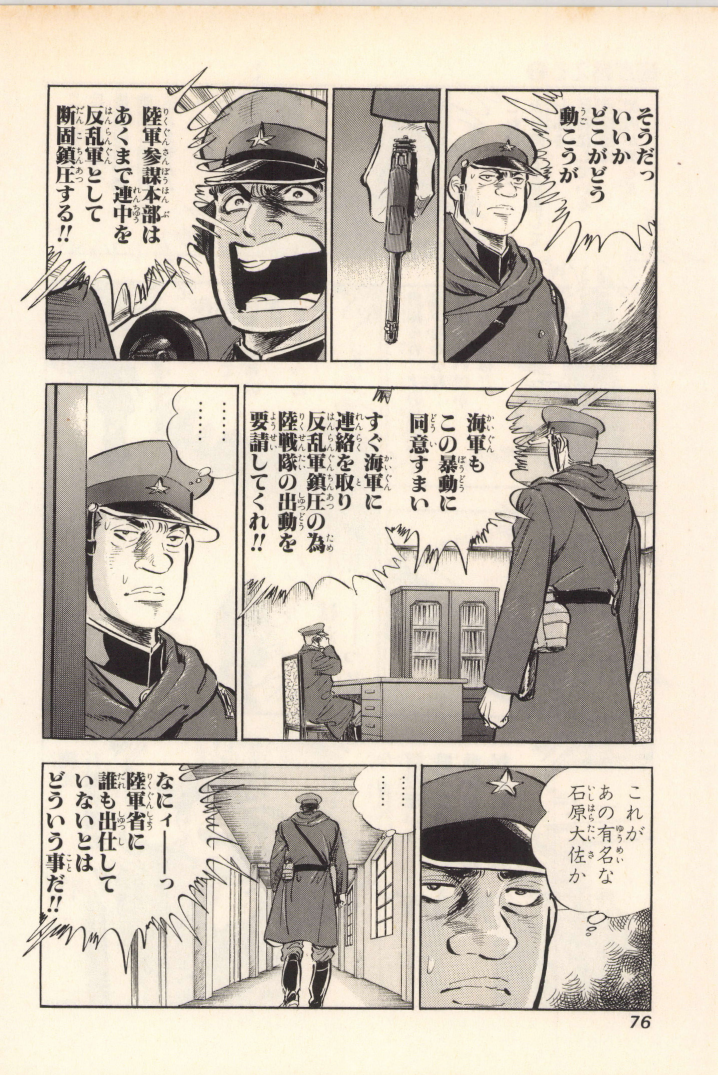 そうだっ
いいか
どこがどう
動こうが
陸軍参謀本部は
あくまで連中を
反乱軍として
断固鎮圧する!!
海軍も
この暴動に
同意すまい
すぐ海軍に
連絡を取り
反乱軍鎮圧の為
陸戦隊の出動を
要請してくれ!!
……
……
これが
あの有名な
石原大佐か
……
……
なにィ――っ
陸軍省に
誰も出仕して
いないとは
どういう事だ!!
76